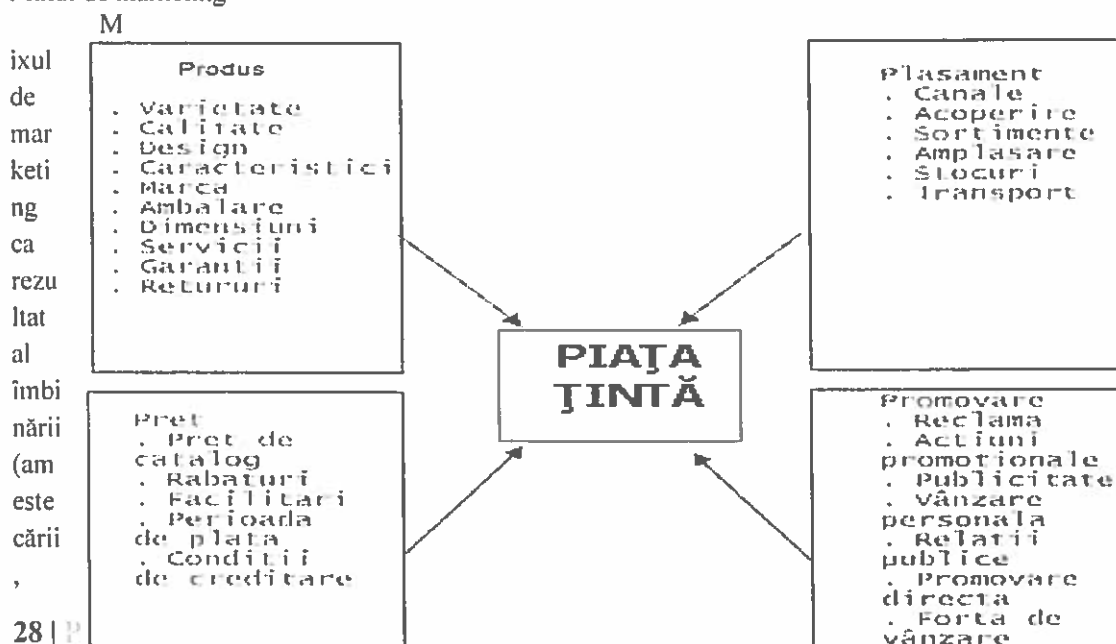 M
ixul
de
mar
keti
ng
ca
rezu
ltat
al
îmbi
nării
(am
este
cării
,
28 | P
Produs
. Varietate
. Calitate
. Design
. Caracteristici
. Marca
. Ambalare
. Dimensiuni
. Servicii
. Garantii
. Retururi
Pret
. Pret de
catalog
. Rabaturi
. Facilitari
. Perioada
de plata
. Conditii
de creditare
PIAŢA
ŢINTĂ
Plasament
. Canale
. Acoperire
. Sortimente
. Amplasare
. Stocuri
. Transport
Promovare
. Reclama
. Actiuni
promotionale
. Publicitate
. Vânzare
personala
. Relatii
publice
. Promovare
directa
. Forta de
vânzare